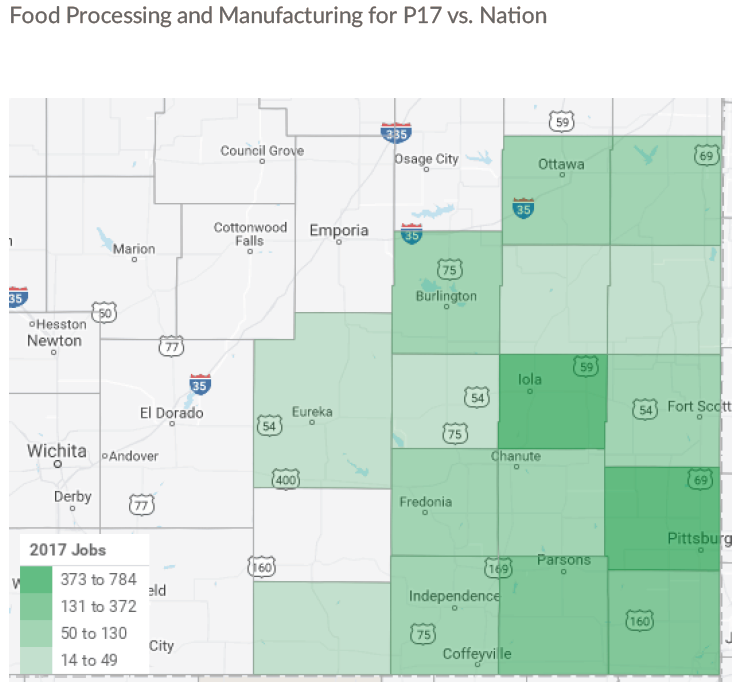 Food Processing and Manufacturing for P17 vs. Nation
335
59
Council Grove
Osage City
Ottawa
69
35
Cottonwood
Falls
Emporia
35
Marion
75
Burlington
35
50
Hesston
Newton
77
59
Iola
35
54
54
Fort Scott
El Dorado
Eureka
54
75
Wichita
Andover
Chanute
400
69
Derby
77
Fredonia
Pittsburg
2017 Jobs
160
169
Parsons
373 to 784
eld
Independence
131 to 372
160
50 to 130
75
City
Coffeyville
14 to 49